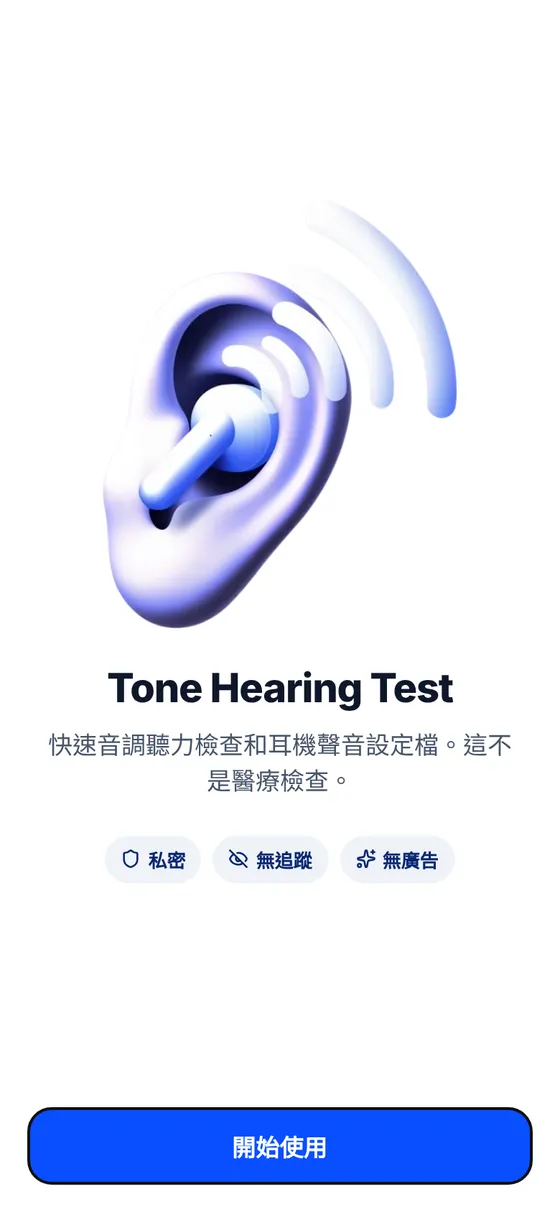 Tone Hearing Test
快速音調聽力檢查和耳機聲音設定檔。這不
是醫療檢查。
私密
無追蹤
無廣告
開始使用